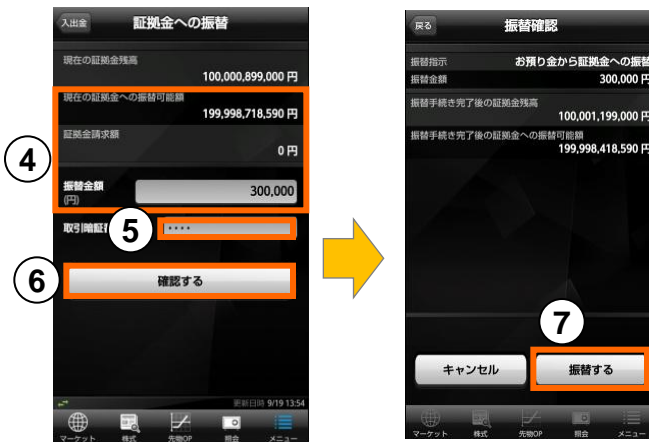 入出金
証拠金への振替
現在の証拠金残高
100,000,899,000 円
現在の証拠金への振替可能額
199,998,718,590 円
証拠金請求額
0 円
④
振替金額
(円)
300,000
取引暗証
⑤
····
⑥
確認する
更新日時 9/19 13:54
マーケット
株式
先物OP
照会
メニュー
戻る
振替確認
振替指示
お預り金から証拠金への振替
振替金額
300,000 円
振替手続き完了後の証拠金残高
100,001,199,000 円
振替手続き完了後の証拠金への振替可能額
199,998,418,590 円
⑦
キャンセル
振替する
マーケット
株式
先物OP
照会
メニュー